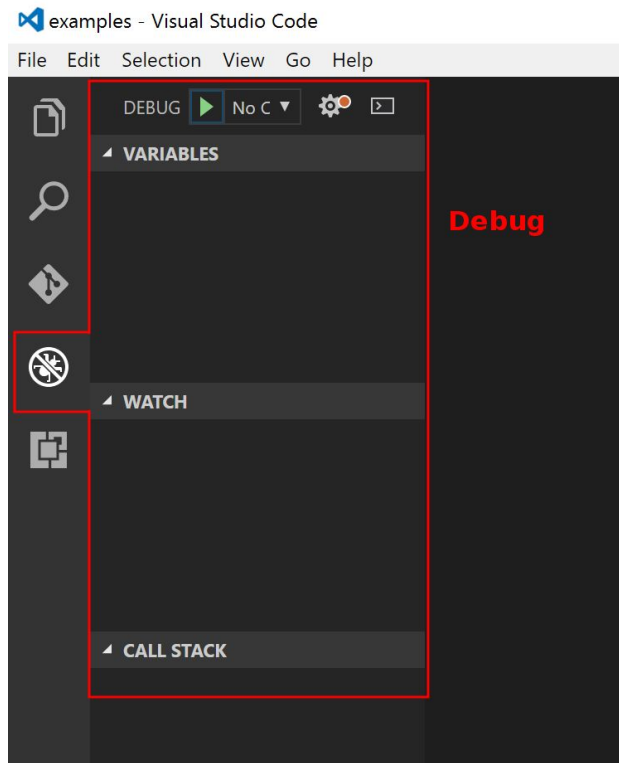 examples - Visual Studio Code
File Edit Selection View Go Help
DEBUG No C
VARIABLES
Debug
WATCH
CALL STACK